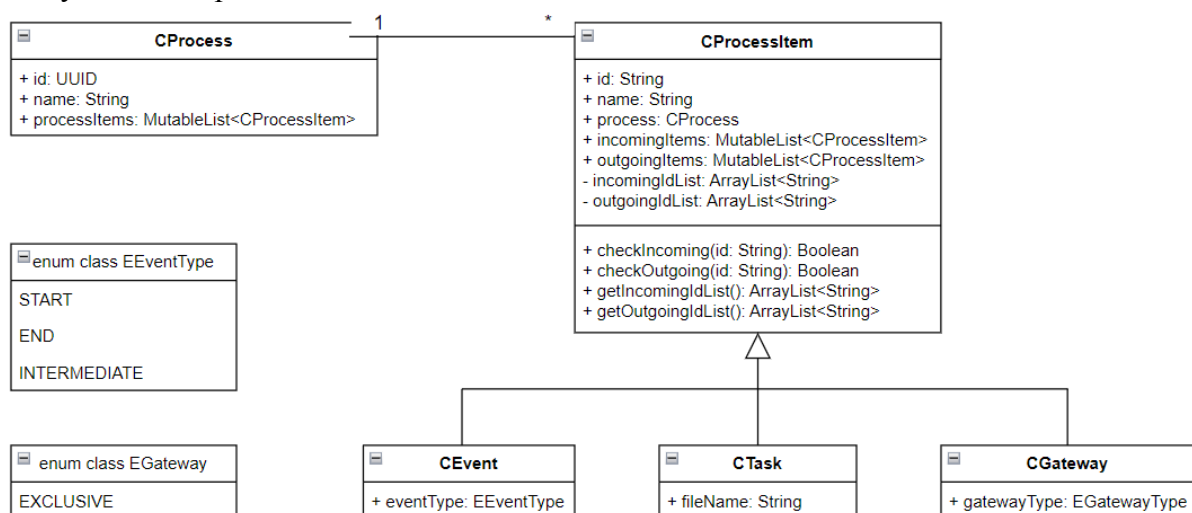 CProcess
+ id: UUID
+ name: String
+ processItems: MutableList<CProcessItem>
1
*
CProcessItem
+ id: String
+ name: String
+ process: CProcess
+ incomingItems: MutableList<CProcessItem>
+ outgoingItems: MutableList<CProcessItem>
- incomingIdList: ArrayList<String>
- outgoingIdList: ArrayList<String>
+ checkIncoming(id: String): Boolean
+ checkOutgoing(id: String): Boolean
+ getIncomingIdList(): ArrayList<String>
+ getOutgoingIdList(): ArrayList<String>
enum class EEventType
START
END
INTERMEDIATE
enum class EGateway
EXCLUSIVE
CEvent
+ eventType: EEventType
CTask
+ fileName: String
CGateway
+ gatewayType: EGatewayType